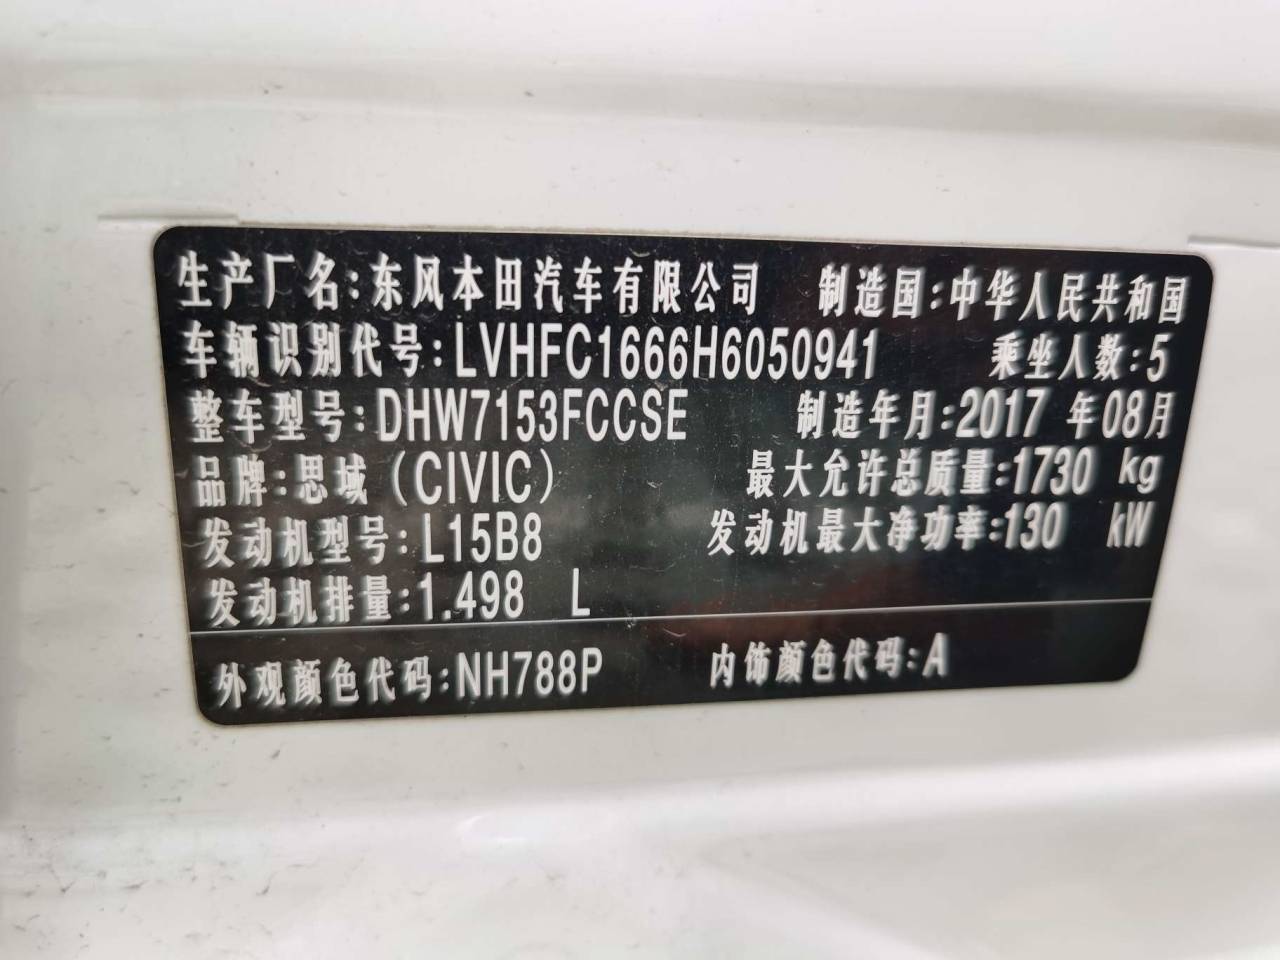 生产厂名:东风本田汽车有限公司 制造国:中华人民共和国
车辆识别代号:LVHFC1666H6050941 乘坐人数:5
整车型号:DHW7153FCCSE 制造年月:2017 年08月
品牌:思域(CIVIC) 最大允许总质量:1730 kg
发动机型号:L15B8 发动机最大净功率:130 kW
发动机排量:1.498 L
外观颜色代码:NH788P 内饰颜色代码:A